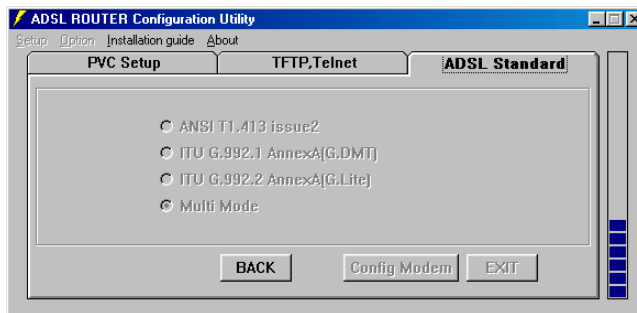 ADSL ROUTER Configuration Utility
Setup Option Installation guide About
PVC Setup TFTP,Telnet ADSL Standard
ANSI T1.413 issue2
ITU G.992.1 AnnexA(G.DMT)
ITU G.992.2 AnnexA(G.Lite)
Multi Mode
BACK Config Modem EXIT